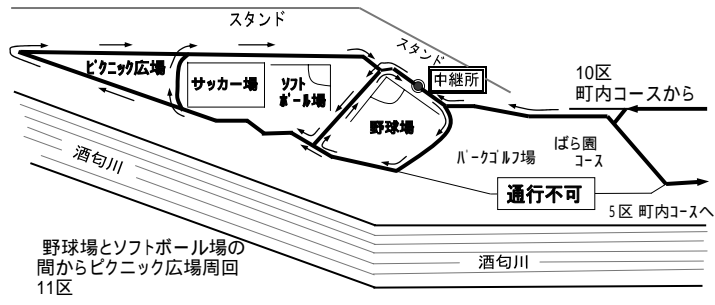 スタンド
スタンド
ピクニック広場
サッカー場
ソフト
ボール場
中継所
10区
町内コースから
野球場
パークゴルフ場
ばら園
コース
通行不可
5区 町内コースへ
酒匂川
酒匂川
野球場とソフトボール場の
間からピクニック広場周回
11区